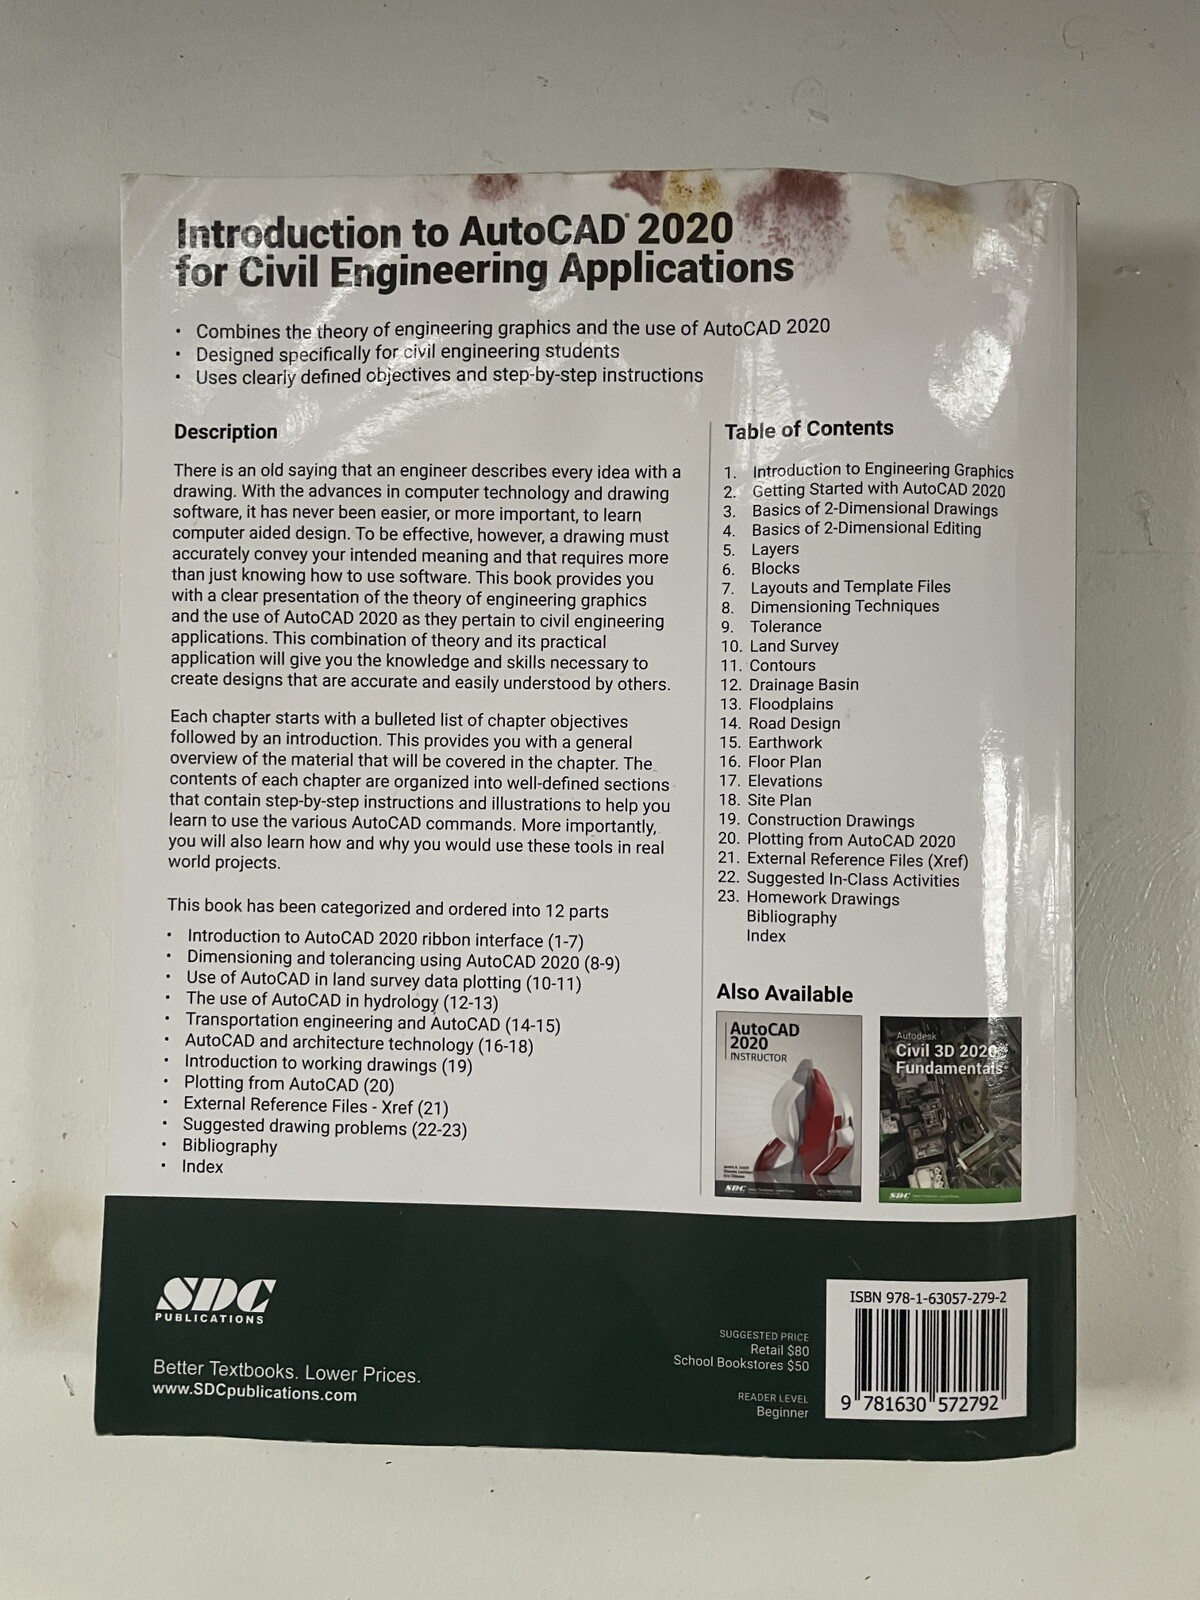 Introduction to AutoCAD® 2020
for Civil Engineering Applications
• Combines the theory of engineering graphics and the use of AutoCAD 2020
• Designed specifically for civil engineering students
• Uses clearly defined objectives and step-by-step instructions
Description
There is an old saying that an engineer describes every idea with a
drawing. With the advances in computer technology and drawing
software, it has never been easier, or more important, to learn
computer aided design. To be effective, however, a drawing must
accurately convey your intended meaning and that requires more
than just knowing how to use software. This book provides you
with a clear presentation of the theory of engineering graphics
and the use of AutoCAD 2020 as they pertain to civil engineering
applications. This combination of theory and its practical
application will give you the knowledge and skills necessary to
create designs that are accurate and easily understood by others.
Each chapter starts with a bulleted list of chapter objectives
followed by an introduction. This provides you with a general
overview of the material that will be covered in the chapter. The
contents of each chapter are organized into well-defined sections
that contain step-by-step instructions and illustrations to help you
learn to use the various AutoCAD commands. More importantly,
you will also learn how and why you would use these tools in real
world projects.
This book has been categorized and ordered into 12 parts
• Introduction to AutoCAD 2020 ribbon interface (1-7)
• Dimensioning and tolerancing using AutoCAD 2020 (8-9)
• Use of AutoCAD in land survey data plotting (10-11)
• The use of AutoCAD in hydrology (12-13)
• Transportation engineering and AutoCAD (14-15)
• AutoCAD and architecture technology (16-18)
• Introduction to working drawings (19)
• Plotting from AutoCAD (20)
• External Reference Files - Xref (21)
• Suggested drawing problems (22-23)
• Bibliography
• Index
Table of Contents
1. Introduction to Engineering Graphics
2. Getting Started with AutoCAD 2020
3. Basics of 2-Dimensional Drawings
4. Basics of 2-Dimensional Editing
5. Layers
6. Blocks
7. Layouts and Template Files
8. Dimensioning Techniques
9. Tolerance
10. Land Survey
11. Contours
12. Drainage Basin
13. Floodplains
14. Road Design
15. Earthwork
16. Floor Plan
17. Elevations
18. Site Plan
19. Construction Drawings
20. Plotting from AutoCAD 2020
21. External Reference Files (Xref)
22. Suggested In-Class Activities
23. Homework Drawings
Bibliography
Index
Also Available
AutoCAD
2020
INSTRUCTOR
SDC
Autodesk
Civil 3D 2020
Fundamentals
SDC
SDC
PUBLICATIONS
Better Textbooks. Lower Prices.
www.SDCpublications.com
SUGGESTED PRICE
Retail $80
School Bookstores $50
READER LEVEL
Beginner
ISBN 978-1-63057-279-2
9 781630 572792